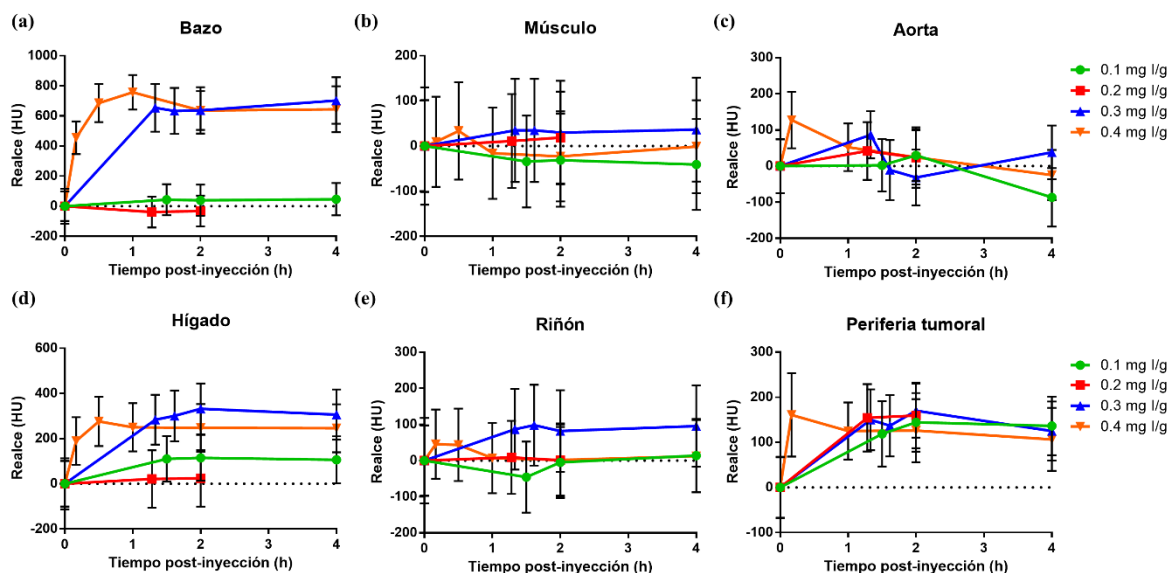 (a)
Bazo
1000
800
600
400
200
0
-200
Realce (HU)
0 1 2 3 4
Tiempo post-inyección (h)
(b)
Músculo
200
100
0
-100
-200
Realce (HU)
0 1 2 3 4
Tiempo post-inyección (h)
(c)
Aorta
300
200
100
0
-100
-200
Realce (HU)
0 1 2 3 4
Tiempo post-inyección (h)
0.1 mg I/g
0.2 mg I/g
0.3 mg I/g
0.4 mg I/g
(d)
Hígado
600
400
200
0
-200
Realce (HU)
0 1 2 3 4
Tiempo post-inyección (h)
(e)
Riñón
300
200
100
0
-100
-200
Realce (HU)
0 1 2 3 4
Tiempo post-inyección (h)
(f)
Periferia tumoral
300
200
100
0
-100
Realce (HU)
0 1 2 3 4
Tiempo post-inyección (h)
0.1 mg I/g
0.2 mg I/g
0.3 mg I/g
0.4 mg I/g